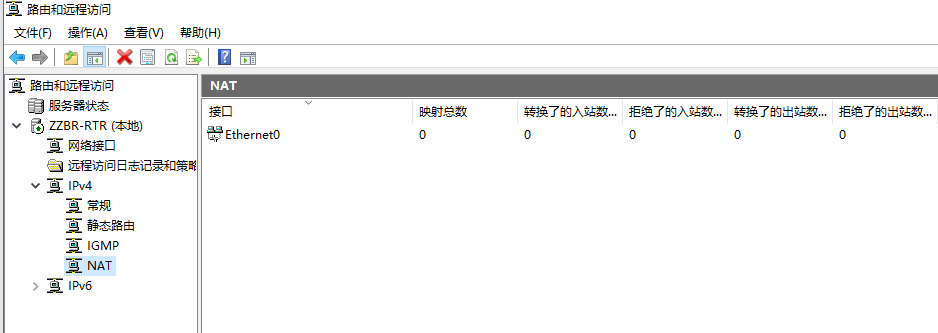 路由和远程访问
文件(F) 操作(A) 查看(V) 帮助(H)
路由和远程访问
服务器状态
ZZBR-RTR (本地)
网络接口
远程访问日志记录和策略
IPv4
常规
静态路由
IGMP
NAT
IPv6
NAT
接口 映射总数 转换了的入站数... 拒绝了的入站数... 转换了的出站数... 拒绝了的出站数...
Ethernet0 0 0 0 0 0